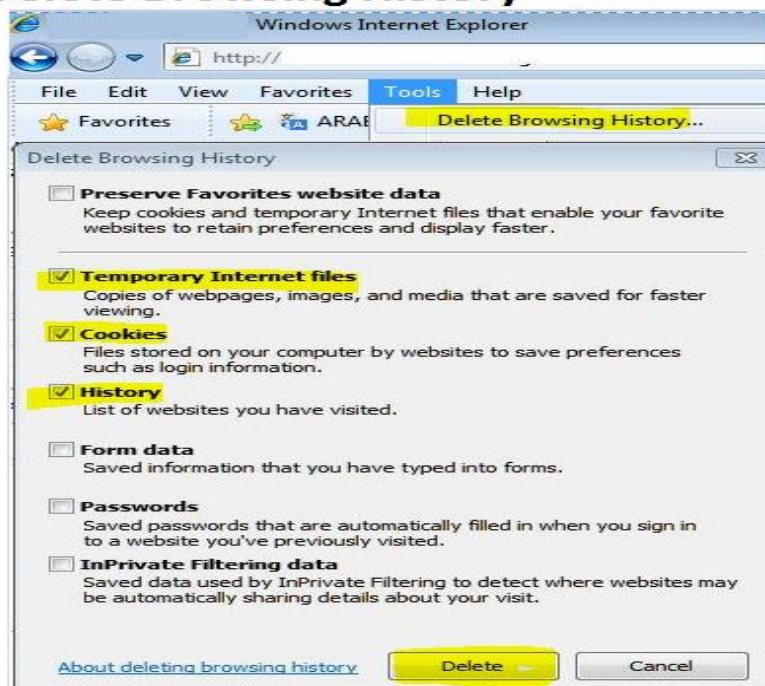 Delete Browsing History
Windows Internet Explorer
http://
File Edit View Favorites Tools Help
Favorites ARAB Delete Browsing History...
Delete Browsing History
Preserve Favorites website data
Keep cookies and temporary Internet files that enable your favorite
websites to retain preferences and display faster.
Temporary Internet files
Copies of webpages, images, and media that are saved for faster
viewing.
Cookies
Files stored on your computer by websites to save preferences
such as login information.
History
List of websites you have visited.
Form data
Saved information that you have typed into forms.
Passwords
Saved passwords that are automatically filled in when you sign in
to a website you've previously visited.
InPrivate Filtering data
Saved data used by InPrivate Filtering to detect where websites may
be automatically sharing details about your visit.
About deleting browsing history Delete Cancel